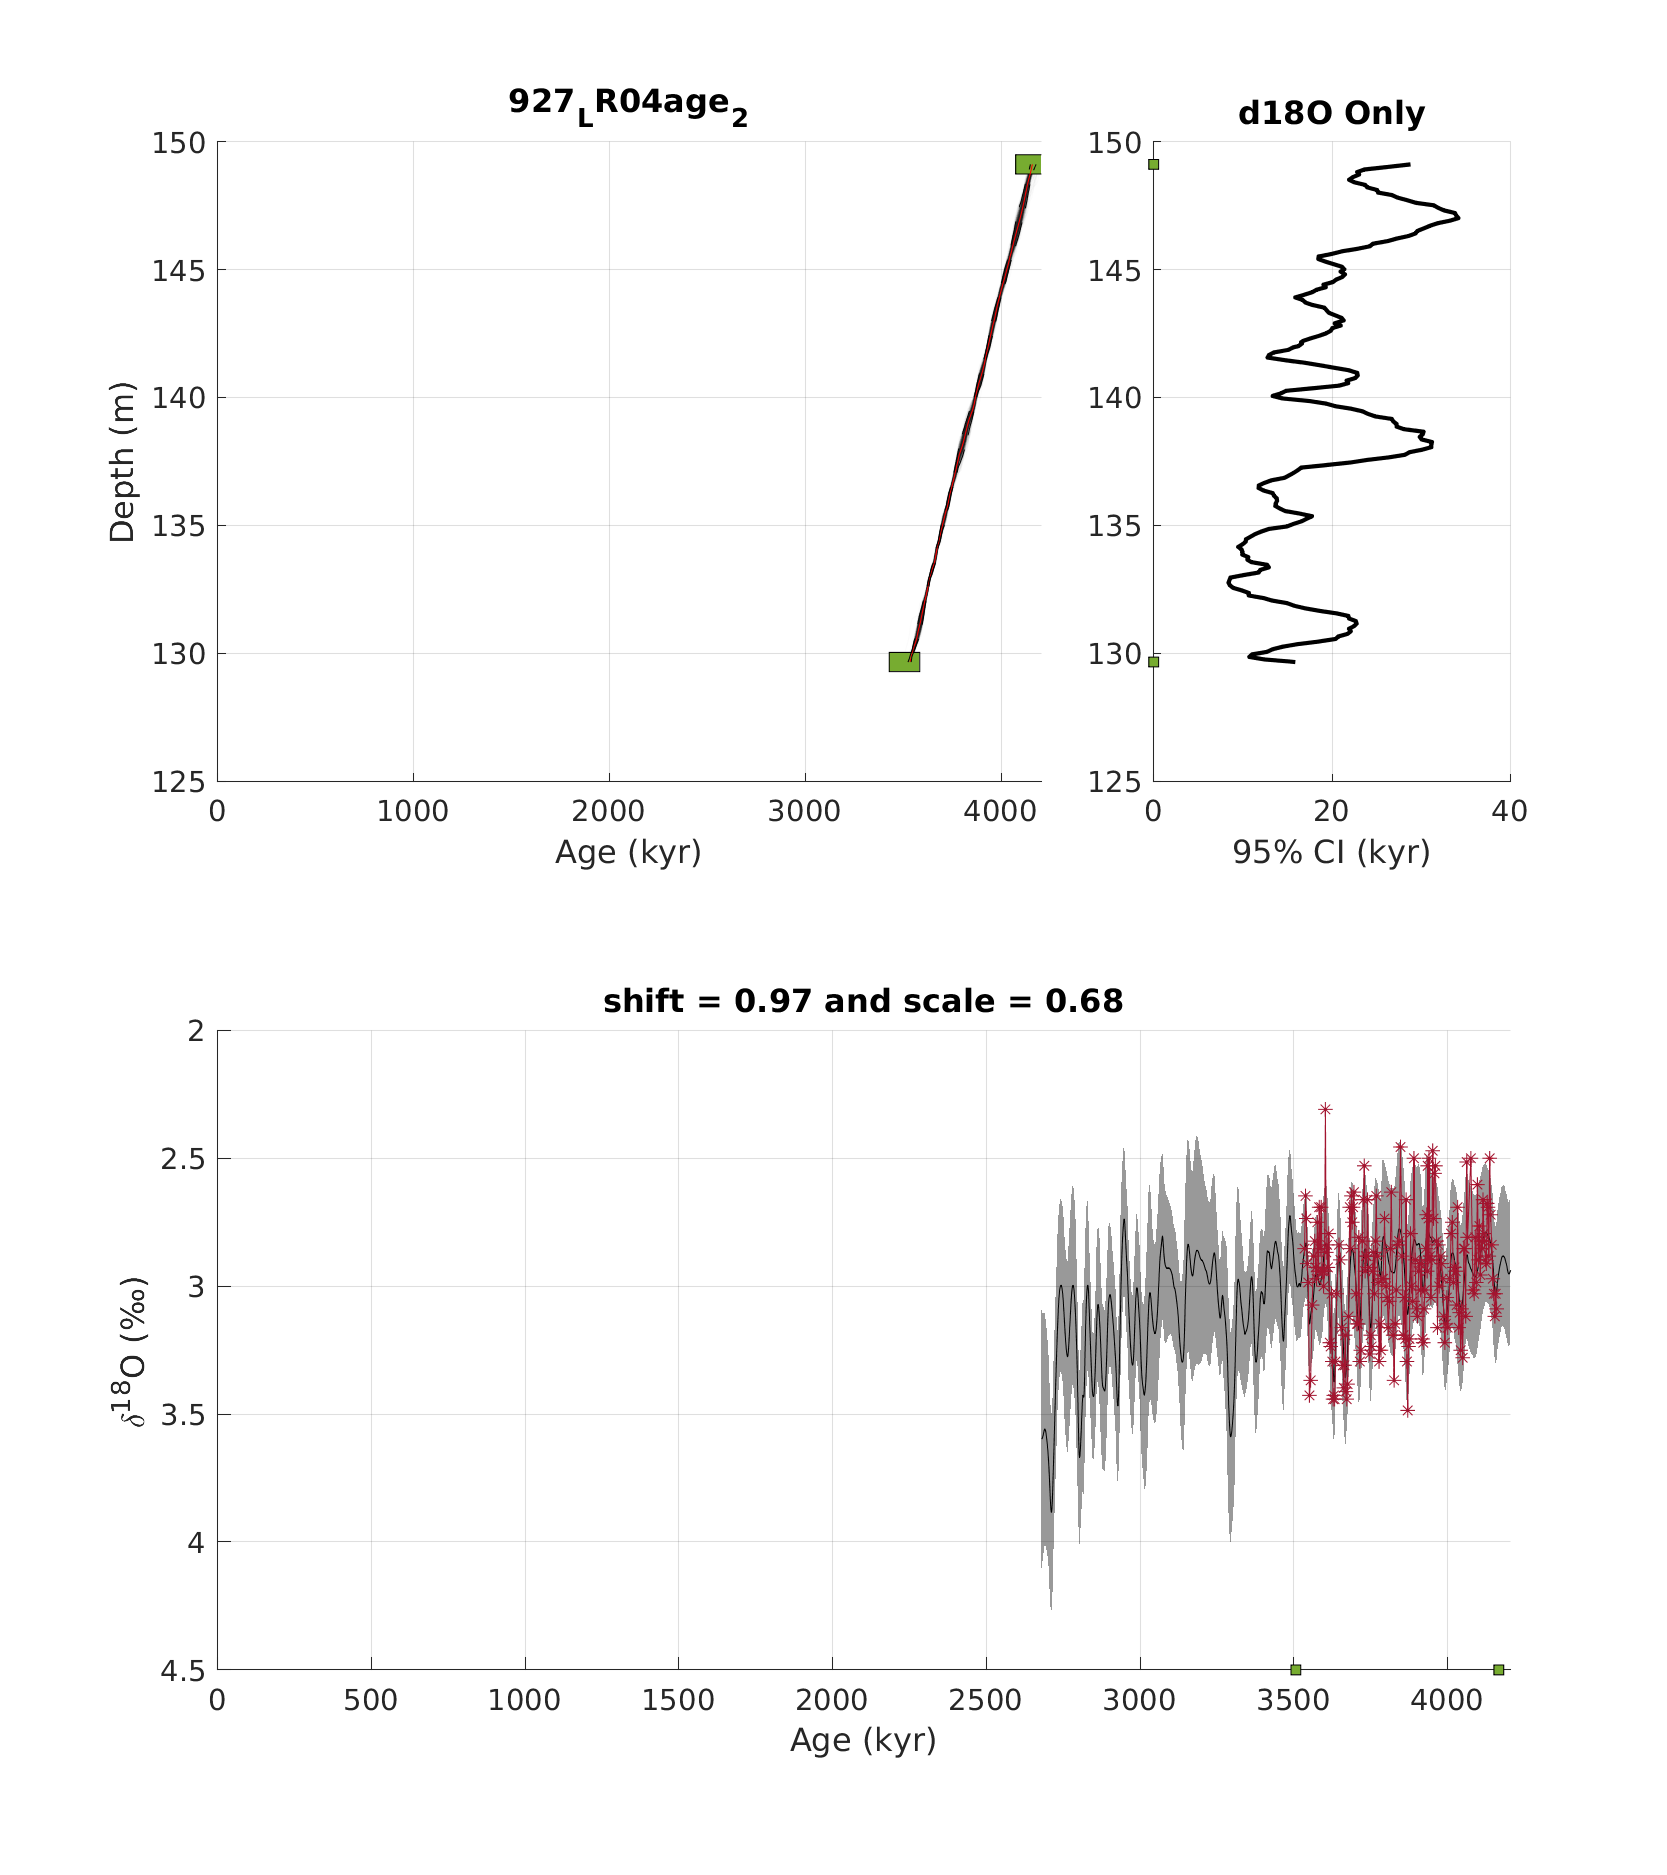 927LR04age2
d18O Only
150
145
140
135
130
125
Depth (m)
0 1000 2000 3000 4000
Age (kyr)
150
145
140
135
130
125
0 20 40
95% CI (kyr)
shift = 0.97 and scale = 0.68
2
2.5
3
3.5
4
4.5
δ18O (‰)
0 500 1000 1500 2000 2500 3000 3500 4000
Age (kyr)